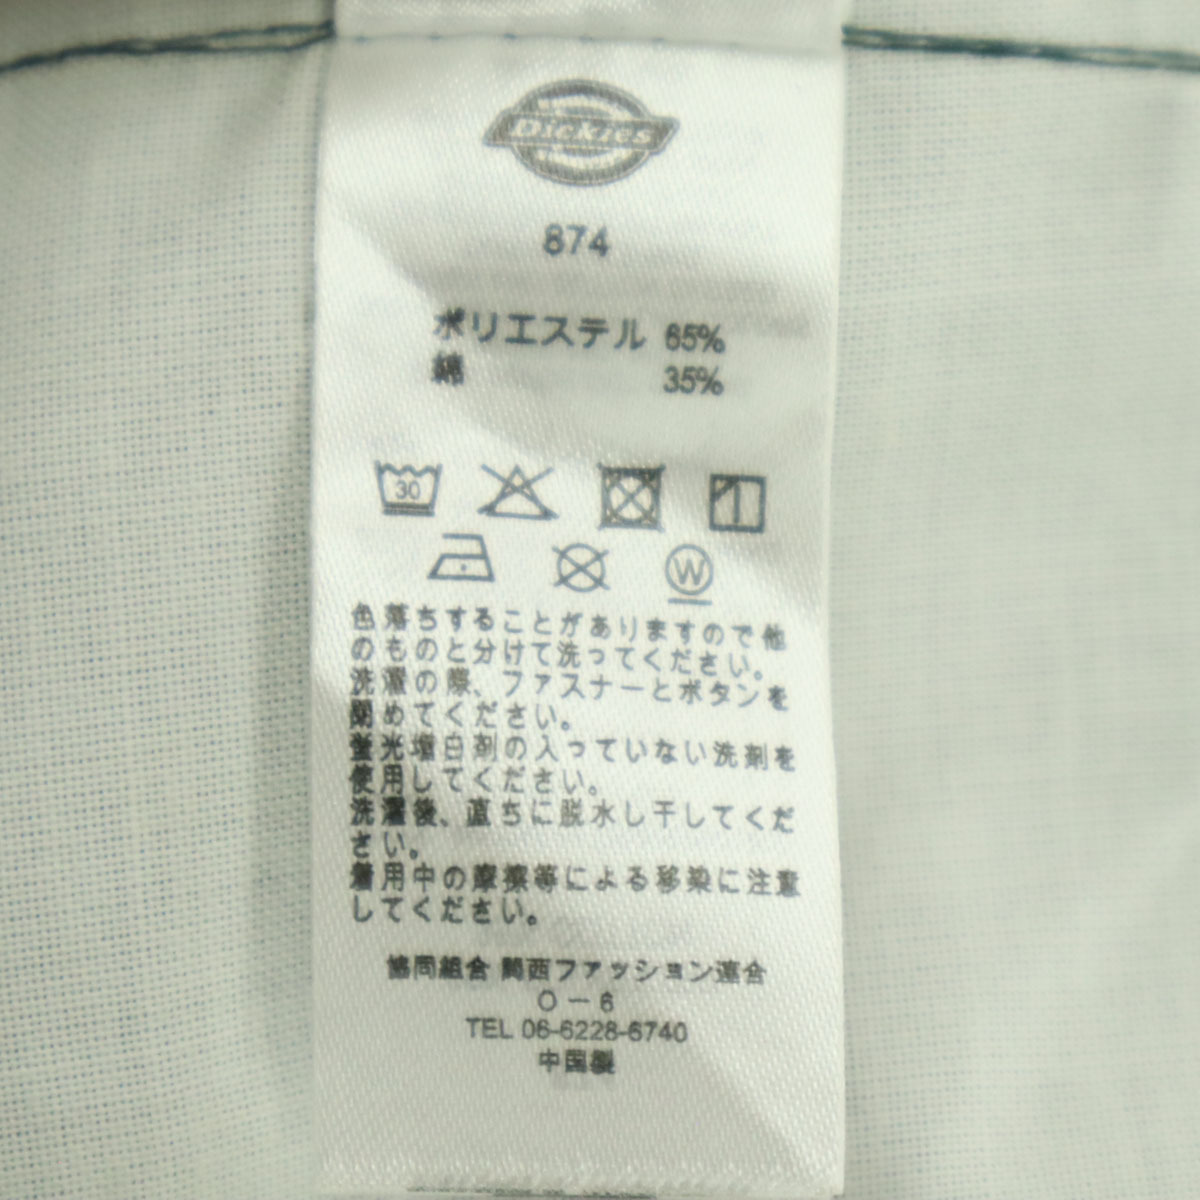 Dickies
874
ポリエステル 65%
綿 35%
30
W
色落ちすることがありますので他
のものと分けて洗ってください。
洗濯の際、ファスナーとボタンを
閉めてください。
蛍光増白剤の入っていない洗剤を
使用してください。
洗濯後、直ちに脱水し干してくだ
さい。
着用中の摩擦等による移染に注意
してください。
協同組合 関西ファッション連合
O－6
TEL 06-6228-6740
中国製